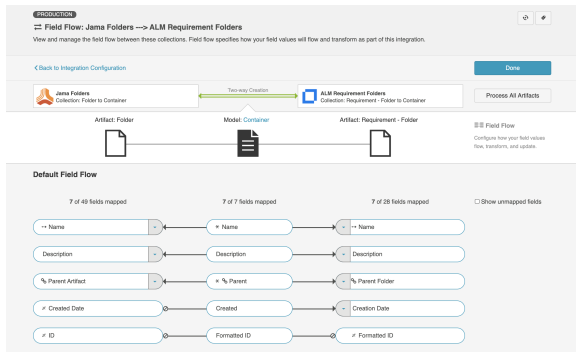 PRODUCTION
Field Flow: Jama Folders ---> ALM Requirement Folders
View and manage the field flow between these collections. Field flow specifies how your field values will flow and transform as part of this integration.
Back to Integration Configuration
Done
Jama Folders
Collection: Folder to Container
Two-way Creation
ALM Requirement Folders
Collection: Requirement - Folder to Container
Process All Artifacts
Artifact: Folder
Model: Container
Artifact: Requirement - Folder
Field Flow
Configure how your field values
flow, transform, and update.
Default Field Flow
7 of 49 fields mapped
7 of 7 fields mapped
7 of 28 fields mapped
Show unmapped fields
Name
Name
Name
Description
Description
Description
Parent Artifact
Parent
Parent Folder
Created Date
Created
Creation Date
ID
Formatted ID
Formatted ID